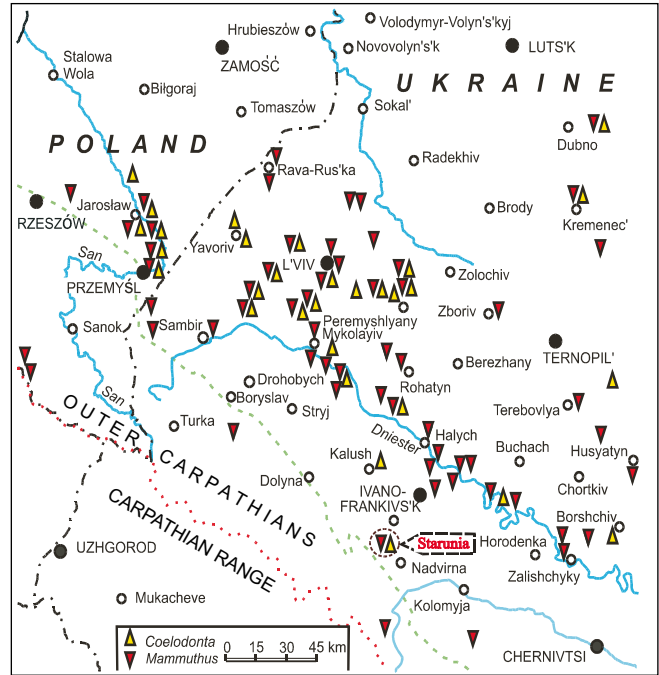 Volodymyr-Volyn's'kyj
Hrubieszów
Novovolyn's'k
LUTS'K
ZAMOŚĆ
Stalowa
Wola
Biłgoraj
UKRAINE
Tomaszów
Sokal'
POLAND
Dubno
Rava-Rus'ka
Radekhiv
Jarosław
RZESZÓW
Brody
Kremenec'
Yavoriv
San
L'VIV
PRZEMYŚL
Zolochiv
Zboriv
Peremyshlyany
Sanok
Sambir
Mykolayiv
TERNOPIL'
Berezhany
Drohobych
Rohatyn
San
Boryslav
Stryj
Terebovlya
OUTER CARPATHIANS
Turka
Dniester
Halych
Husyatyn
Kalush
Buchach
Dolyna
Chortkiv
IVANO-
FRANKIVS'K
CARPATHIAN RANGE
Borshchiv
Starunia
Horodenka
UZHGOROD
Nadvirna
Zalishchyky
Kolomyja
Mukacheve
CHERNIVTSI
Coelodonta
Mammuthus
0 15 30 45 km